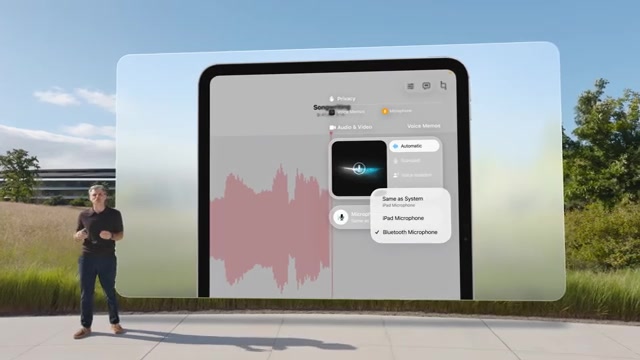 Privacy
Microphone
Audio & Video
Voice Memos
Automatic
Standard
Voice Isolation
Same as System
iPad Microphone
iPad Microphone
Bluetooth Microphone